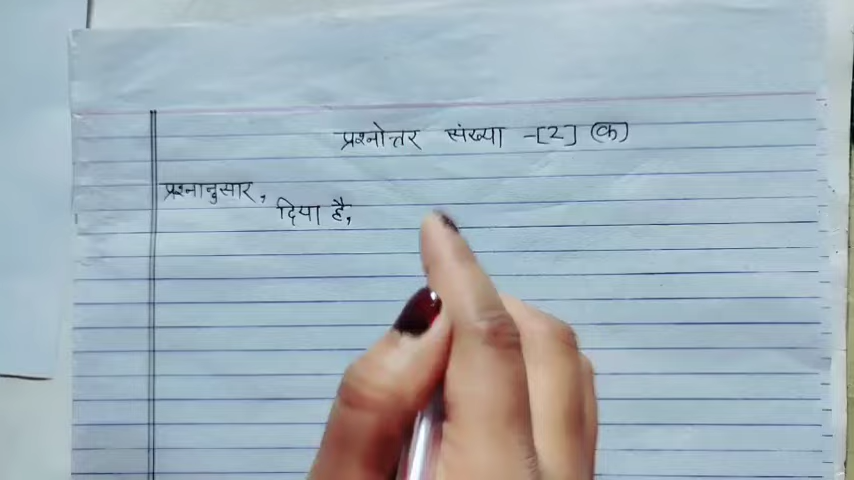 प्रश्नोत्तर संख्या -[2] (क)
प्रश्नानुसार,
दिया है,